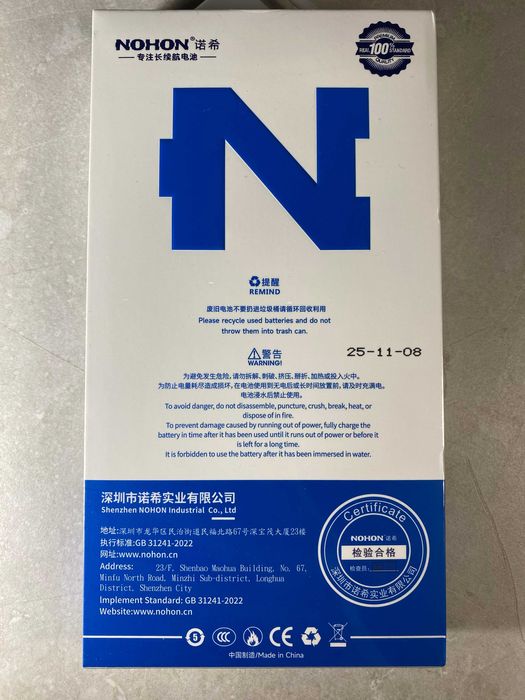 NOHON®诺希
专注长续航电池
PREMIUM
REAL 100% STANDARD
QUALITY
提醒
REMIND
废旧电池不要扔进垃圾桶请循环回收利用
Please recycle used batteries and do not
throw them into trash can.
警告
WARNING!
25-11-08
为避免发生危险,请勿拆解、刺破、挤压、掰折、加热或投入火中。
为防止电量耗尽造成损坏,在电池使用到无电后或长时间放置前,请及时充满电。
电池浸水后禁止使用。
To avoid danger, do not disassemble, puncture, crush, break, heat, or
dispose of in fire.
To prevent damage caused by running out of power, fully charge the
battery in time after it has been used until it runs out of power or before it
is left for a long time.
It is forbidden to use the battery after it has been immersed in water.
深圳市诺希实业有限公司
Shenzhen NOHON Industrial Co., Ltd
地址:深圳市龙华区民治街道民福北路67号深宝茂大厦23楼
执行标准:GB 31241-2022
网址:www.nohon.cn
Address: 23/F, Shenbao Maohua Building, No. 67,
Minfu North Road, Minzhi Sub-district, Longhua
District, Shenzhen City
Implement Standard: GB 31241-2022
Website:www.nohon.cn
Certificate
NOHON®诺希
检验合格
检查员:
深圳市诺希实业有限公司
5
CCC
CE
中国制造/Made in China